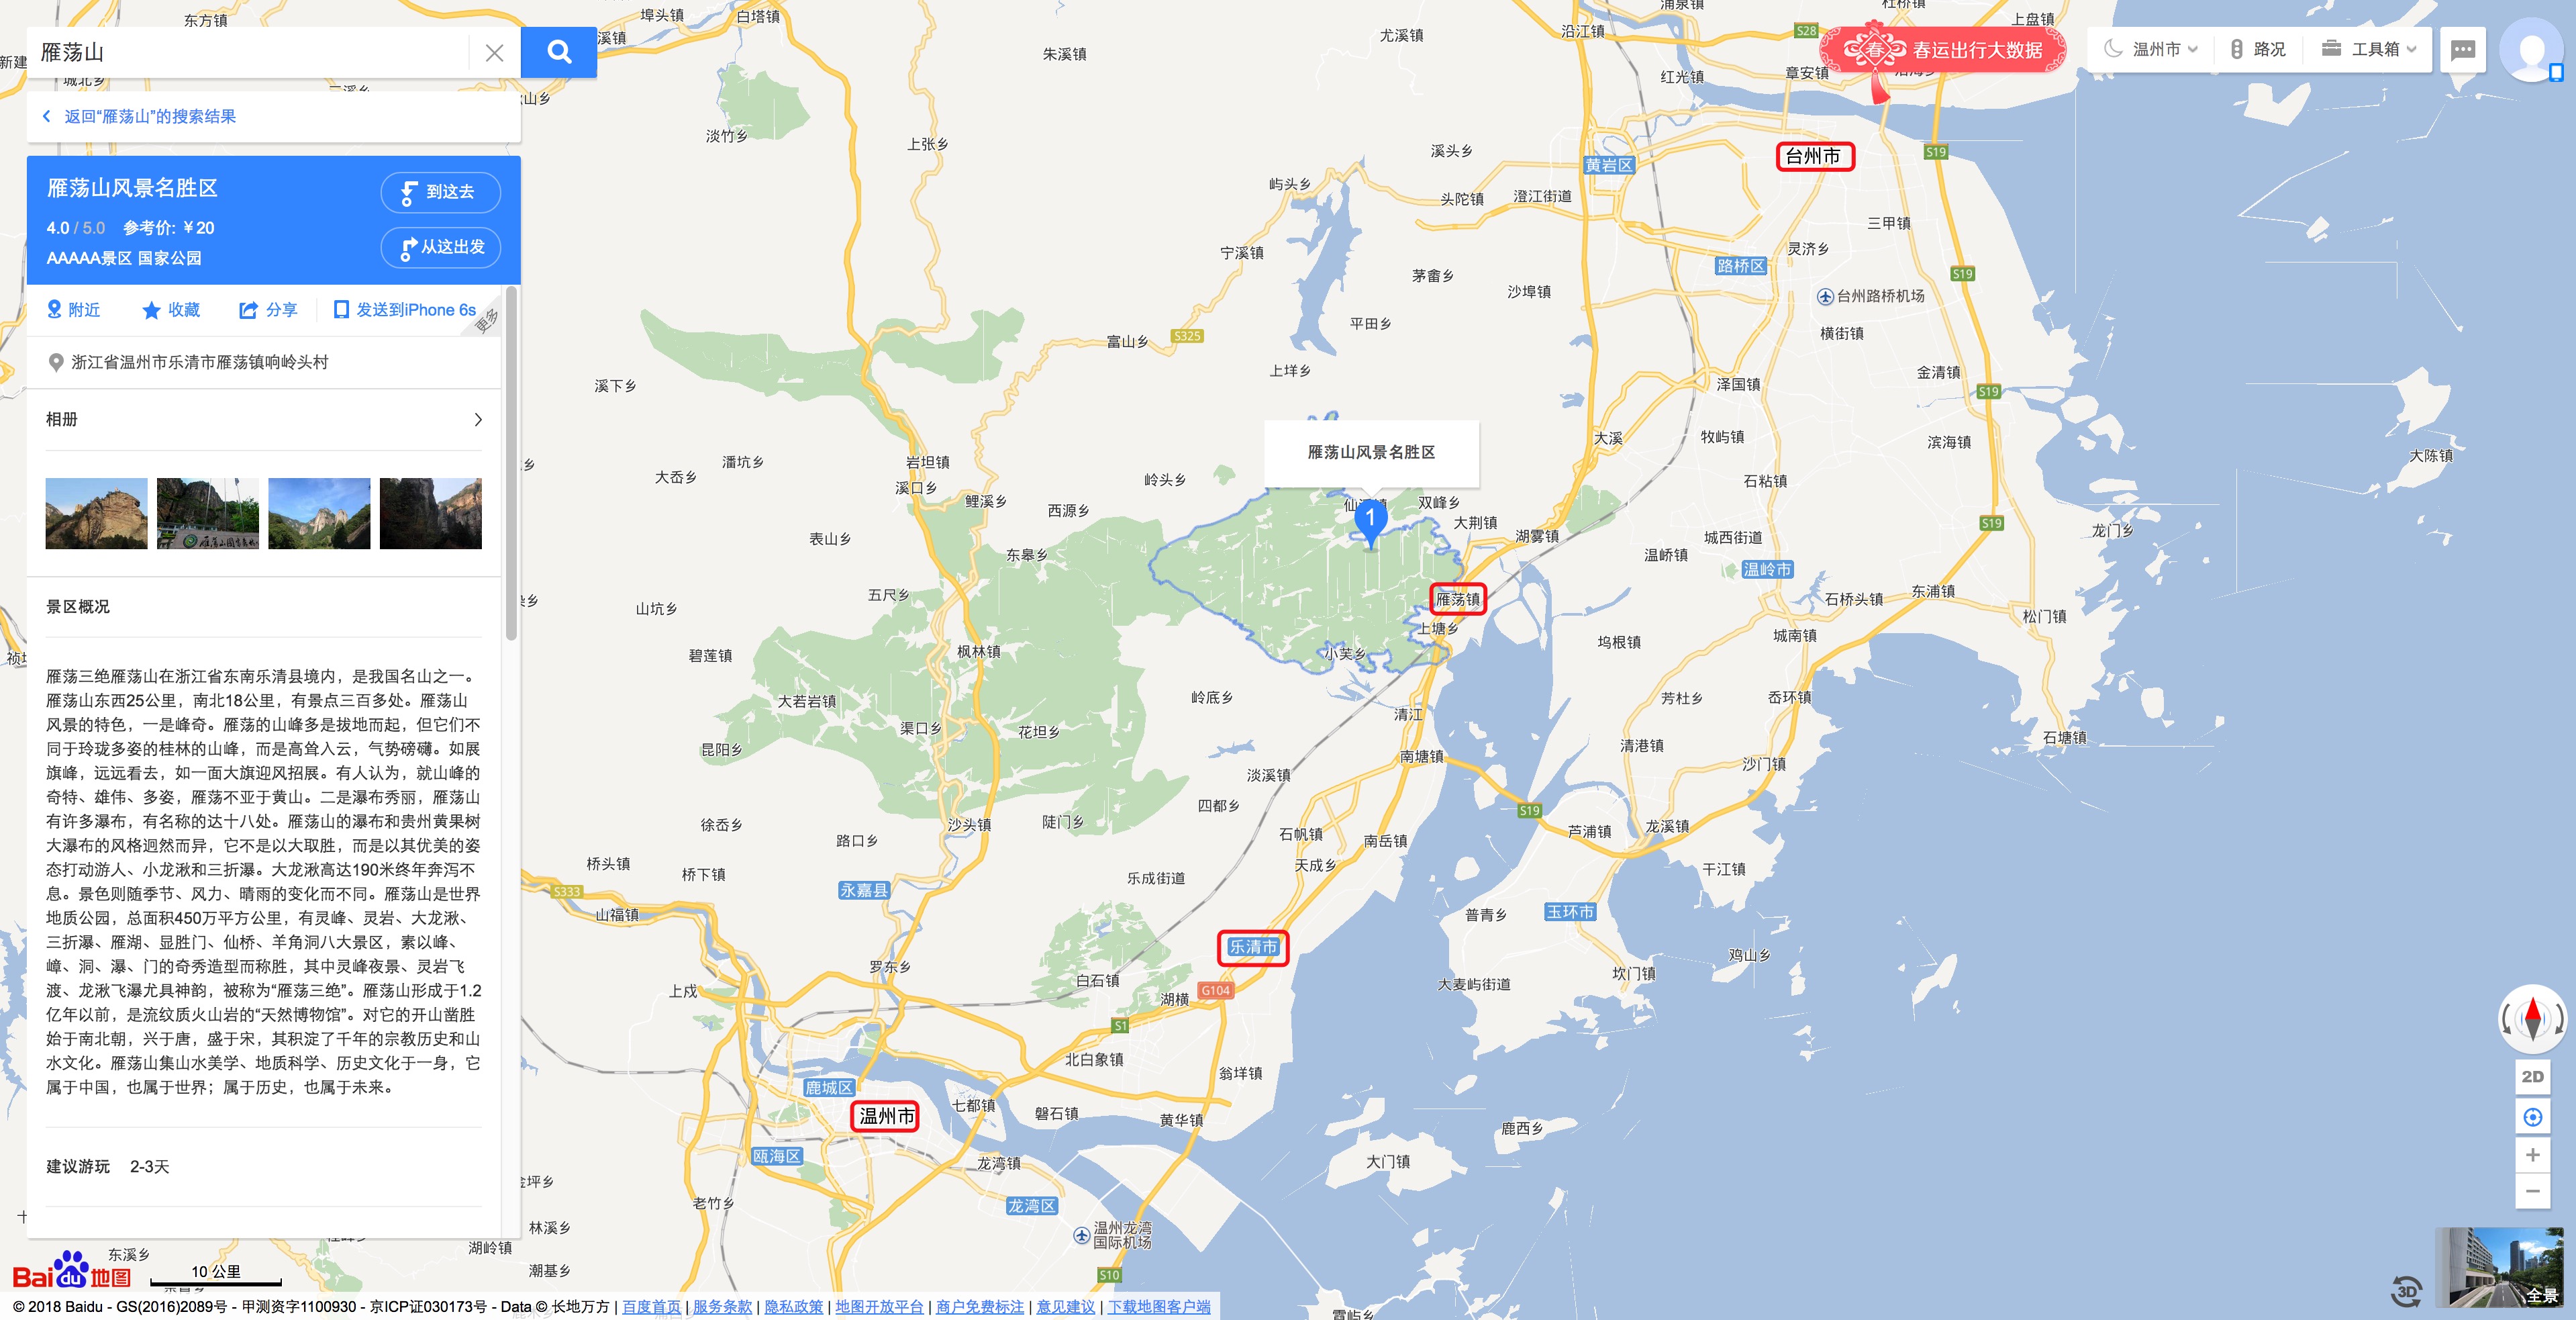 雁荡山
返回“雁荡山”的搜索结果
雁荡山风景名胜区
到这去
4.0 / 5.0 参考价: ¥20
从这出发
AAAAA景区 国家公园
附近 收藏 分享 发送到iPhone 6s
更多
浙江省温州市乐清市雁荡镇响岭头村
相册
景区概况
雁荡三绝雁荡山在浙江省东南乐清县境内，是我国名山之一。
雁荡山东西25公里，南北18公里，有景点三百多处。雁荡山
风景的特色，一是峰奇。雁荡的山峰多是拔地而起，但它们不
同于玲珑多姿的桂林的山峰，而是高耸入云，气势磅礴。如展
旗峰，远远看去，如一面大旗迎风招展。有人认为，就山峰的
奇特、雄伟、多姿，雁荡不亚于黄山。二是瀑布秀丽，雁荡山
有许多瀑布，有名称的达十八处。雁荡山的瀑布和贵州黄果树
大瀑布的风格迥然而异，它不是以大取胜，而是以其优美的姿
态打动游人、小龙湫和三折瀑。大龙湫高达190米终年奔泻不
息。景色则随季节、风力、晴雨的变化而不同。雁荡山是世界
地质公园，总面积450万平方公里，有灵峰、灵岩、大龙湫、
三折瀑、雁湖、显胜门、仙桥、羊角洞八大景区，素以峰、
嶂、洞、瀑、门的奇秀造型而称胜，其中灵峰夜景、灵岩飞
渡、龙湫飞瀑尤具神韵，被称为“雁荡三绝”。雁荡山形成于1.2
亿年以前，是流纹质火山岩的“天然博物馆”。对它的开山凿胜
始于南北朝，兴于唐，盛于宋，其积淀了千年的宗教历史和山
水文化。雁荡山集山水美学、地质科学、历史文化于一身，它
属于中国，也属于世界；属于历史，也属于未来。
建议游玩 2-3天
春运出行大数据
温州市 路况 工具箱
东方镇
埠头镇
白塔镇
朱溪镇
尤溪镇
沿江镇
S28
上盘镇
红光镇
章安镇
淡竹乡
上张乡
溪头乡
黄岩区
台州市
S19
屿头乡
头陀镇
澄江街道
三甲镇
宁溪镇
灵济乡
茅畲乡
路桥区
S19
沙埠镇
台州路桥机场
平田乡
横街镇
富山乡
S325
上垟乡
溪下乡
泽国镇
金清镇
S19
大溪
牧屿镇
滨海镇
大陈镇
雁荡山风景名胜区
岩坦镇
潘坑乡
大岙乡
溪口乡
鲤溪乡
岭头乡
西源乡
石粘镇
1
双峰乡
大荆镇
湖雾镇
S19
龙门乡
城西街道
温峤镇
温岭市
表山乡
东皋乡
五尺乡
山坑乡
雁荡镇
上塘乡
石桥头镇
东浦镇
松门镇
城南镇
坞根镇
碧莲镇
枫林镇
小芙乡
大若岩镇
岭底乡
芳杜乡
岙环镇
清江
渠口乡
花坦乡
昆阳乡
清港镇
石塘镇
南塘镇
沙门镇
淡溪镇
四都乡
S19
徐岙乡
路口乡
沙头镇
陡门乡
石帆镇
南岳镇
芦浦镇
龙溪镇
天成乡
干江镇
桥头镇
桥下镇
永嘉县
乐成街道
S333
山福镇
普青乡
玉环市
乐清市
鸡山乡
罗东乡
白石镇
坎门镇
大麦屿街道
上戍
湖横
G104
S1
北白象镇
翁垟镇
鹿城区
温州市
七都镇
磐石镇
黄华镇
鹿西乡
瓯海区
龙湾镇
大门镇
龙湾区
老竹乡
林溪乡
温州龙湾
国际机场
湖岭镇
东溪乡
潮基乡
S10
2D
3D
全景
Bai du 地图
10 公里
© 2018 Baidu - GS(2016)2089号 - 甲测资字1100930 - 京ICP证030173号 - Data © 长地万方 | 百度首页 | 服务条款 | 隐私政策 | 地图开放平台 | 商户免费标注 | 意见建议 | 下载地图客户端